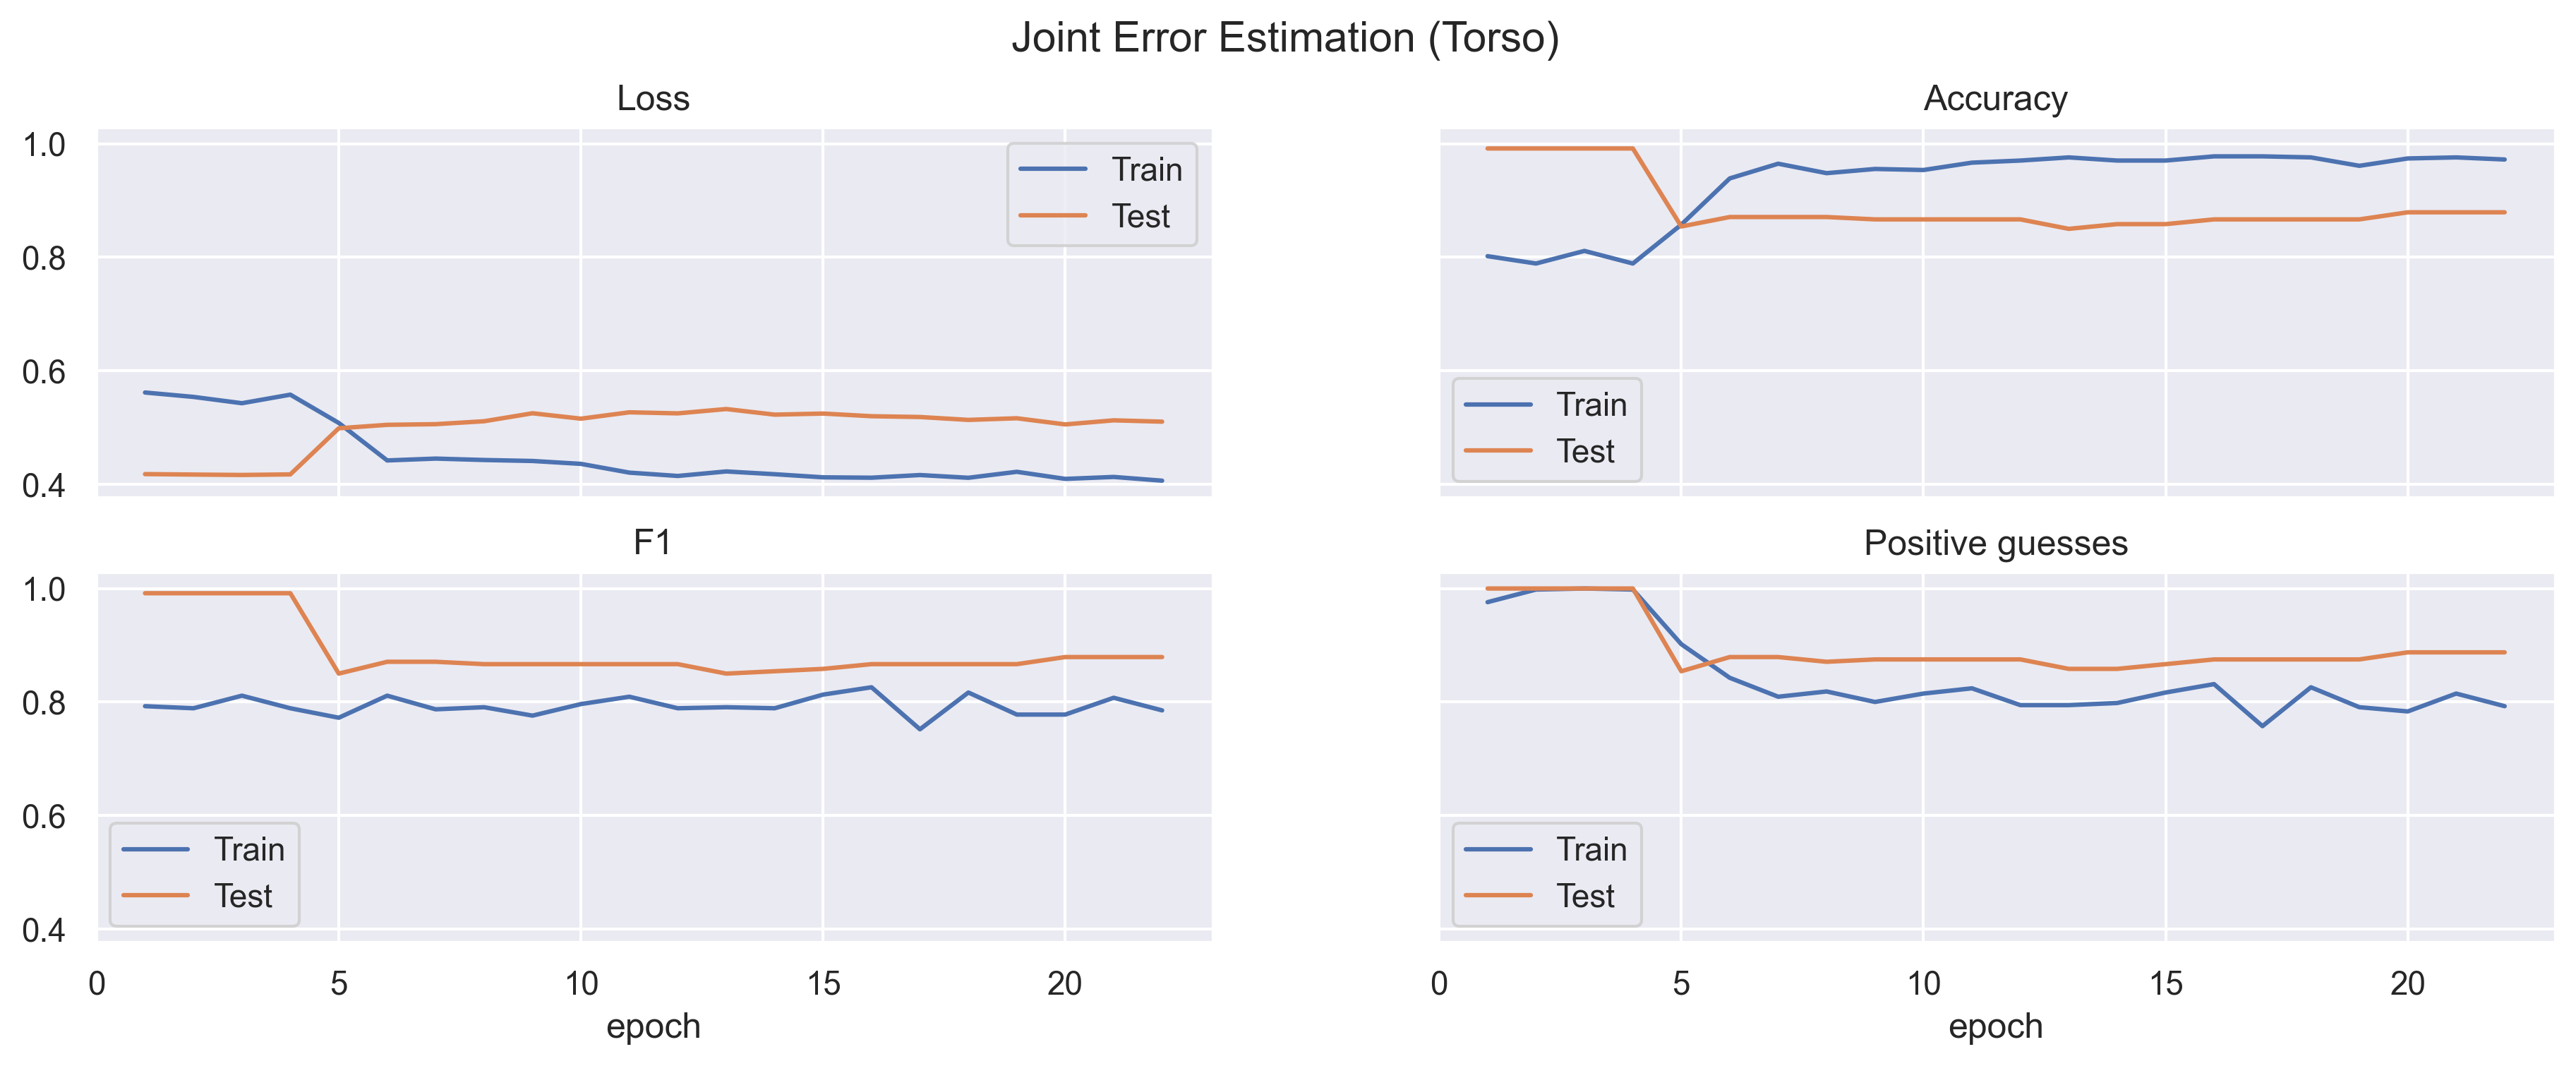 Joint Error Estimation (Torso)
Loss
1.0
0.8
0.6
0.4
Train
Test
Accuracy
Train
Test
F1
1.0
0.8
0.6
0.4
Train
Test
0
5
10
15
20
epoch
Positive guesses
Train
Test
0
5
10
15
20
epoch